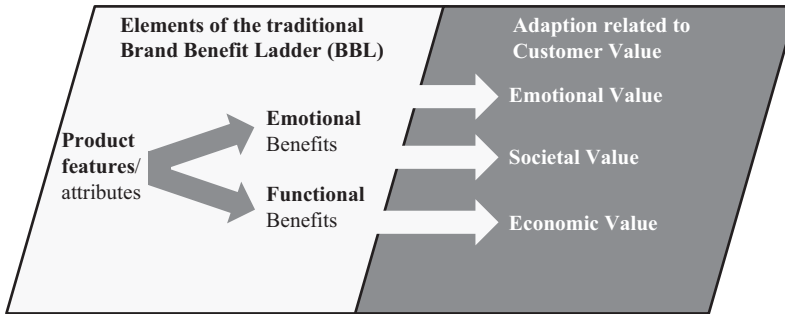 Elements of the traditional
Brand Benefit Ladder (BBL)
Adaption related to
Customer Value
Product
features/
attributes
Emotional
Benefits
Functional
Benefits
Emotional Value
Societal Value
Economic Value